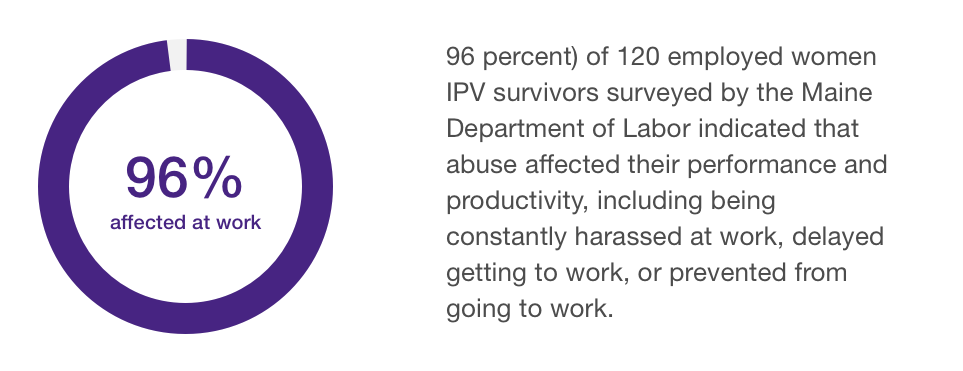 96%
affected at work
96 percent) of 120 employed women
IPV survivors surveyed by the Maine
Department of Labor indicated that
abuse affected their performance and
productivity, including being
constantly harassed at work, delayed
getting to work, or prevented from
going to work.